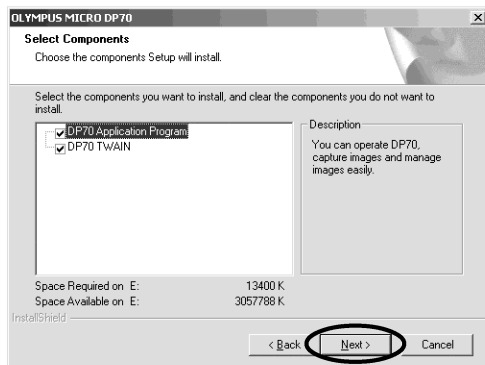 OLYMPUS MICRO DP70
Select Components
Choose the components Setup will install.
Select the components you want to install, and clear the components you do not want to
install.
DP70 Application Program
DP70 TWAIN
Description
You can operate DP70,
capture images and manage
images easily.
Space Required on E: 13400 K
Space Available on E: 3057788 K
InstallShield
< Back Next > Cancel